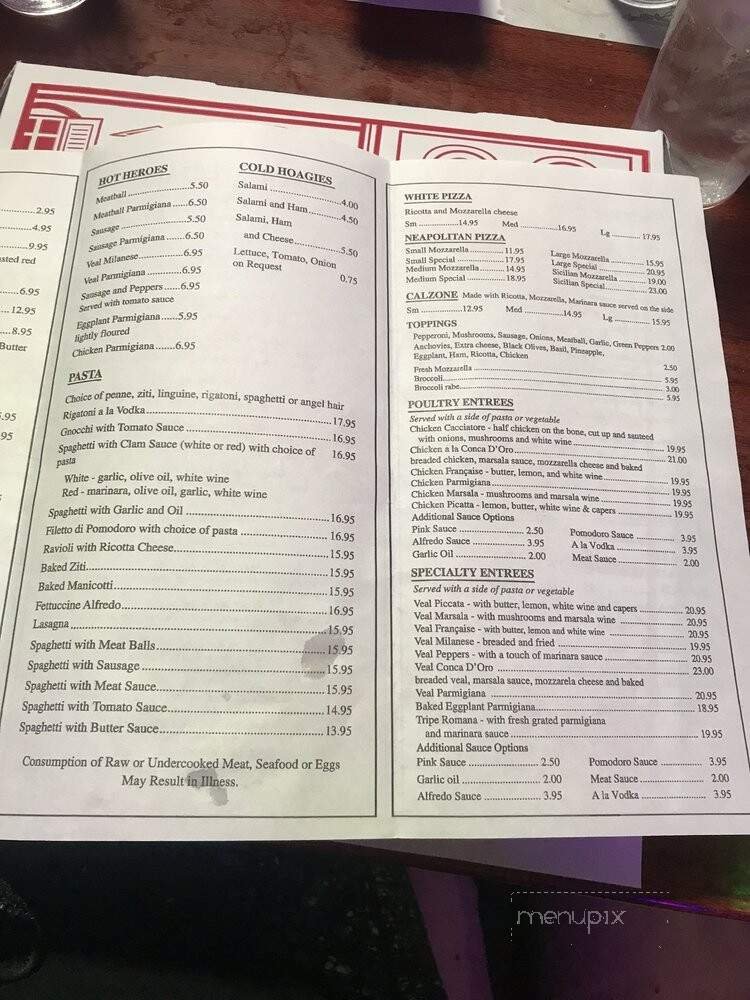 ..............2.95
..............4.95
..............9.95
asted red
......6.95
......12.95
....8.95
Butter
5.95
95
HOT HEROES
Meatball ...............5.50
Meatball Parmigiana .....6.50
Sausage ..................5.50
Sausage Parmigiana ......6.50
Veal Milanese............6.95
Veal Parmigiana .........6.95
Sausage and Peppers ....6.95
Served with tomato sauce
Eggplant Parmigiana.....5.95
lightly floured
Chicken Parmigiana......6.95
COLD HOAGIES
Salami .....................4.00
Salami and Ham..........4.50
Salami, Ham
and Cheese..............5.50
Lettuce, Tomato, Onion
on Request
0.75
PASTA
Choice of penne, ziti, linguine, rigatoni, spaghetti or angel hair
Rigatoni a la Vodka..........17.95
Gnocchi with Tomato Sauce ..........16.95
Spaghetti with Clam Sauce (white or red) with choice of 16.95
pasta
White - garlic, olive oil, white wine
Red - marinara, olive oil, garlic, white wine
Spaghetti with Garlic and Oil ..........16.95
Filetto di Pomodoro with choice of pasta ..........16.95
Ravioli with Ricotta Cheese..........15.95
Baked Ziti..........15.95
Baked Manicotti..........15.95
Fettuccine Alfredo..........16.95
Lasagna ..........15.95
Spaghetti with Meat Balls..........15.95
Spaghetti with Sausage ..........15.95
Spaghetti with Meat Sauce..........15.95
Spaghetti with Tomato Sauce..........14.95
Spaghetti with Butter Sauce..........13.95
Consumption of Raw or Undercooked Meat, Seafood or Eggs
May Result in Illness.
WHITE PIZZA
Ricotta and Mozzarella cheese
Sm ..........14.95 Med ..........16.95 Lg ..........17.95
NEAPOLITAN PIZZA
Small Mozzarella..........11.95 Large Mozzarella ..........15.95
Small Special ..........17.95 Large Special ..........20.95
Medium Mozzarella..........14.95 Sicilian Mozzarella ..........19.00
Medium Special ..........18.95 Sicilian Special..........23.00
CALZONE Made with Ricotta, Mozzarella, Marinara sauce served on the side
Sm ..........12.95 Med ..........14.95 Lg ..........15.95
TOPPINGS
Pepperoni, Mushrooms, Sausage, Onions, Meatball, Garlic, Green Peppers 2.00
Anchovies, Extra cheese, Black Olives, Basil, Pineapple,
Eggplant, Ham, Ricotta, Chicken 2.50
Fresh Mozzarella ..........5.95
Broccoli..........3.00
Broccoli rabe..........5.95
POULTRY ENTREES
Served with a side of pasta or vegetable
Chicken Cacciatore - half chicken on the bone, cut up and sauteed
with onions, mushrooms and white wine ..........19.95
Chicken a la Conca D'Oro..........21.00
breaded chicken, marsala sauce, mozzarella cheese and baked
Chicken Française - butter, lemon, and white wine..........19.95
Chicken Parmigiana..........19.95
Chicken Marsala - mushrooms and marsala wine ..........19.95
Chicken Picatta - lemon, butter, white wine & capers ..........19.95
Additional Sauce Options
Pink Sauce ..........2.50 Pomodoro Sauce ..........3.95
Alfredo Sauce ..........3.95 A la Vodka..........3.95
Garlic Oil ..........2.00 Meat Sauce ..........2.00
SPECIALTY ENTREES
Served with a side of pasta or vegetable
Veal Piccata - with butter, lemon, white wine and capers ..........20.95
Veal Marsala - with mushrooms and marsala wine ..........20.95
Veal Française - with butter, lemon and white wine ..........20.95
Veal Milanese - breaded and fried ..........19.95
Veal Peppers - with a touch of marinara sauce ..........20.95
Veal Conca D'Oro ..........23.00
breaded veal, marsala sauce, mozzarela cheese and baked
Veal Parmigiana ..........20.95
Baked Eggplant Parmigiana..........18.95
Tripe Romana - with fresh grated parmigiana
and marinara sauce ..........19.95
Additional Sauce Options
Pink Sauce ..........2.50 Pomodoro Sauce ..........3.95
Garlic oil ..........2.00 Meat Sauce ..........2.00
Alfredo Sauce ..........3.95 A la Vodka ..........3.95
menupix